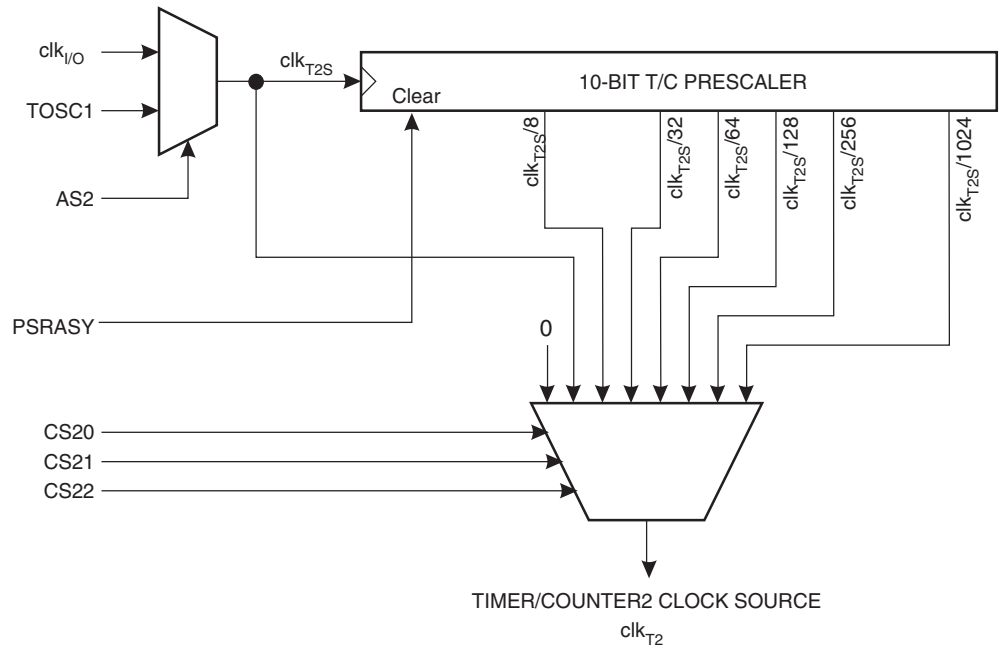 clkI/O
clkT2S
TOSC1
10-BIT T/C PRESCALER
Clear
clkT2S/8
clkT2S/32
clkT2S/64
clkT2S/128
clkT2S/256
clkT2S/1024
AS2
PSRASY
0
CS20
CS21
CS22
TIMER/COUNTER2 CLOCK SOURCE
clkT2